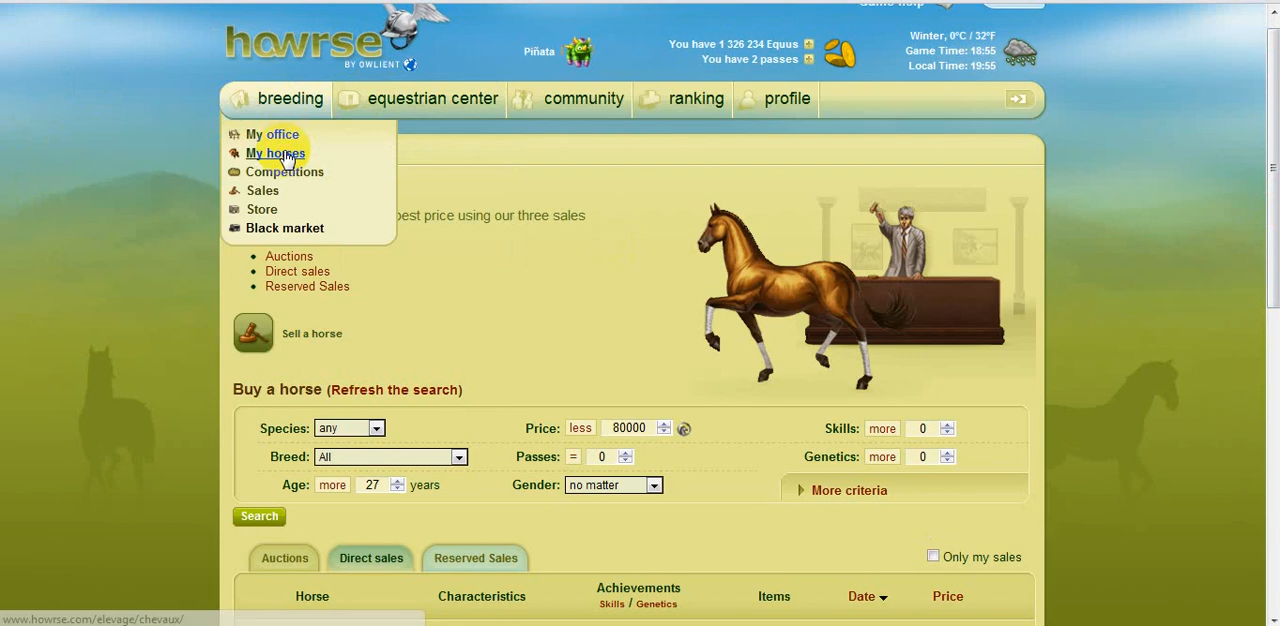 Game help
howrse
BY OWLIENT
Piñata
You have 1 326 234 Equus
You have 2 passes
Winter, 0ºC / 32ºF
Game Time: 18:55
Local Time: 19:55
breeding
equestrian center
community
ranking
profile
My office
My horses
Competitions
Sales
Store
Black market
best price using our three sales
Auctions
Direct sales
Reserved Sales
Sell a horse
Buy a horse (Refresh the search)
Species: any
Price: less 80000
Skills: more 0
Breed: All
Passes: = 0
Genetics: more 0
Age: more 27 years
Gender: no matter
More criteria
Search
Auctions
Direct sales
Reserved Sales
Only my sales
Horse
Characteristics
Achievements
Skills / Genetics
Items
Date
Price
www.howrse.com/elevage/chevaux/